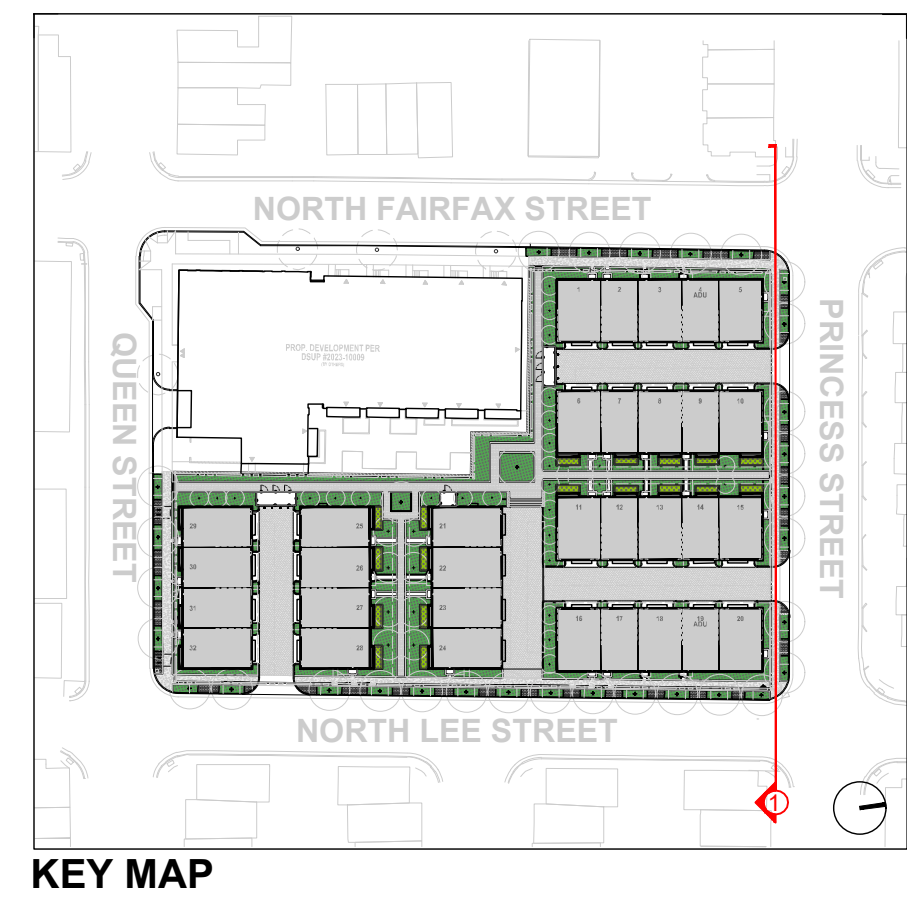 NORTH FAIRFAX STREET
1 2 3 4 5
ADU
PROP. DEVELOPMENT PER
DSUP #2023-10009
QUEEN STREET
PRINCESS STREET
6 7 8 9 10
11 12 13 14 15
29 25 21
30 26 22
31 27 23
32 28 24
16 17 18 19 20
ADU
NORTH LEE STREET
1
KEY MAP